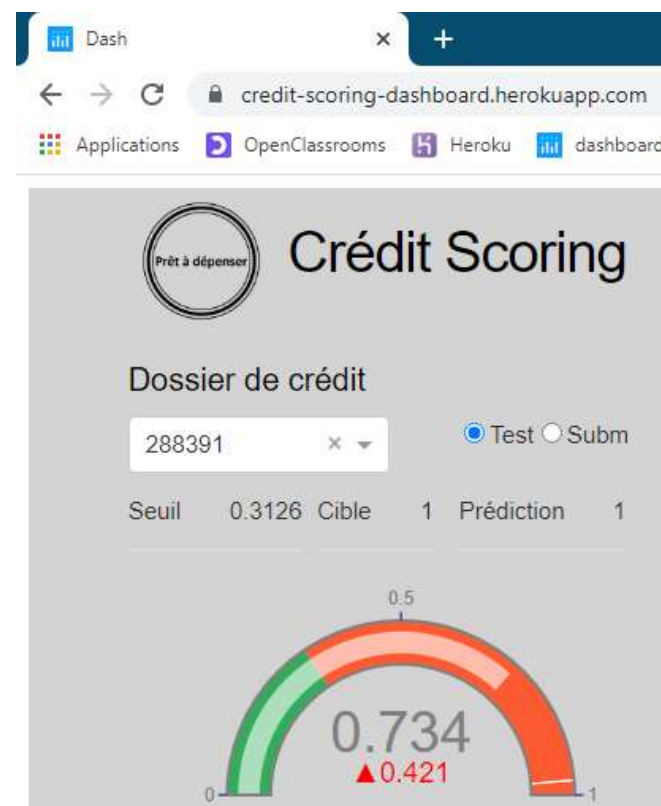 Dash
credit-scoring-dashboard.herokuapp.com
Applications OpenClassrooms Heroku dashboard
Prêt à dépenser
Crédit Scoring
Dossier de crédit
288391
Test Subm
Seuil 0.3126 Cible 1 Prédiction 1
0.5
0.734
▲0.421
0 1